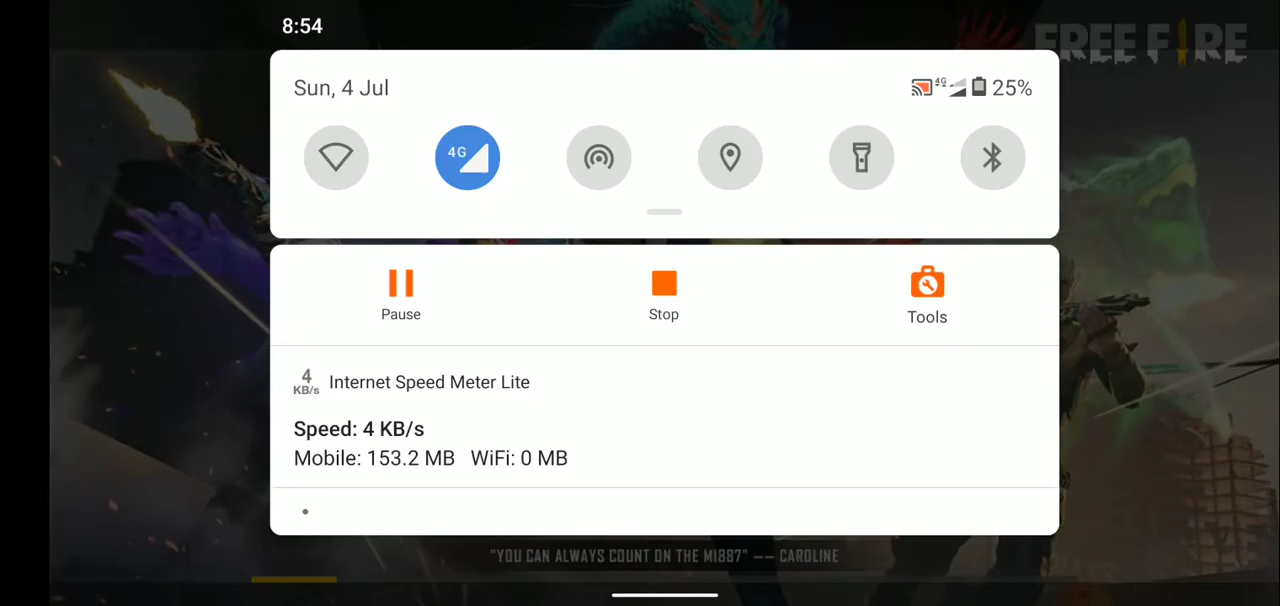 8:54
FREE FIRE
Sun, 4 Jul
4G 25%
4G
Pause
Stop
Tools
4
KB/s
Internet Speed Meter Lite
Speed: 4 KB/s
Mobile: 153.2 MB WiFi: 0 MB
"YOU CAN ALWAYS COUNT ON THE M1887" —— CAROLINE